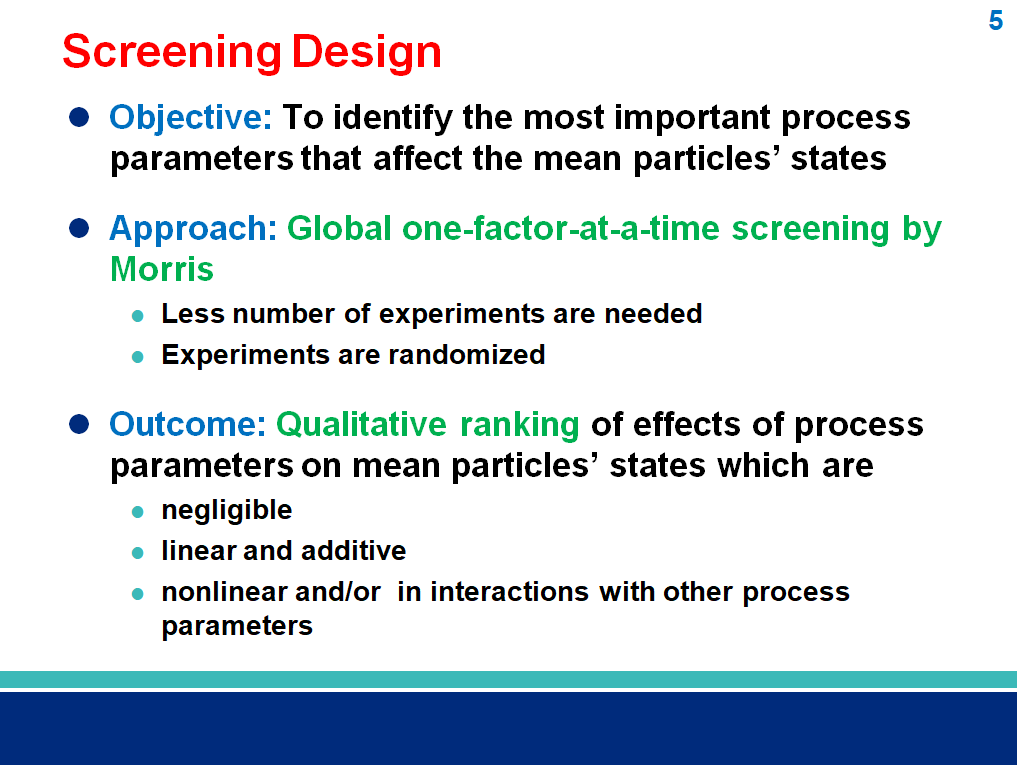 5
Screening Design
Objective: To identify the most important process
parameters that affect the mean particles’ states
Approach: Global one-factor-at-a-time screening by
Morris
Less number of experiments are needed
Experiments are randomized
Outcome: Qualitative ranking of effects of process
parameters on mean particles’ states which are
negligible
linear and additive
nonlinear and/or  in interactions with other process
parameters